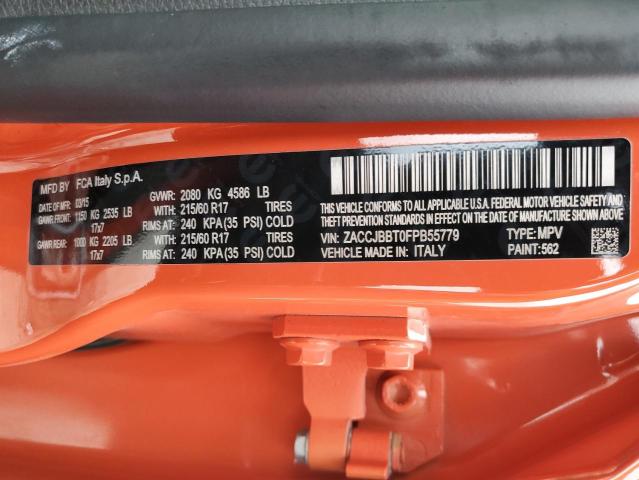 MFD BY FCA Italy S.p.A.
DATE OF MFR 03/15 GVWR: 2080 KG 4586 LB
GAWR FRONT: 1150 KG 2535 LB WITH: 215/60 R17 TIRES
17x7 RIMS AT: 240 KPA (35 PSI) COLD
GAWR REAR: 1000 KG 2205 LB WITH: 215/60 R17 TIRES
17x7 RIMS AT: 240 KPA (35 PSI) COLD
THIS VEHICLE CONFORMS TO ALL APPLICABLE
U.S.A. FEDERAL MOTOR VEHICLE SAFETY
STANDARDS IN EFFECT ON THE DATE OF MANUFACTURE SHOWN ABOVE.
VIN: ZACCJBBT0FPB55779 TYPE: MPV
VEHICLE MADE IN: ITALY PAINT: 562